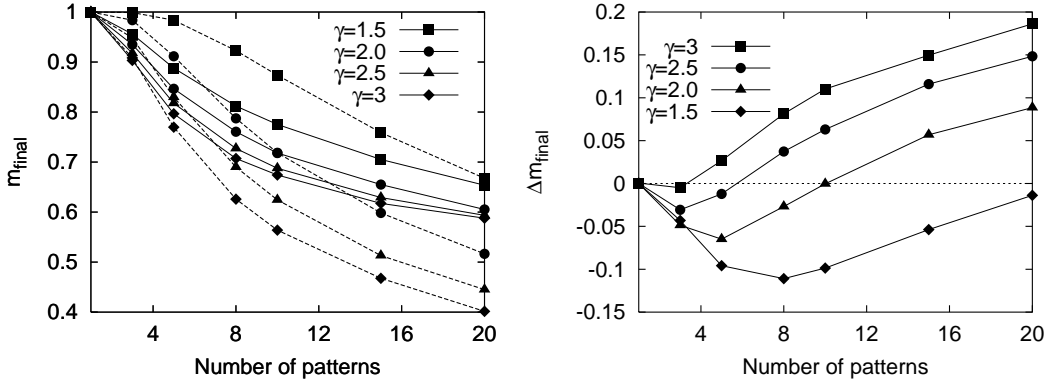 1
0.9
0.8
0.7
0.6
0.5
0.4
m_final
4 8 12 16 20
Number of patterns
γ=1.5
γ=2.0
γ=2.5
γ=3
0.2
0.15
0.1
0.05
0
-0.05
-0.1
-0.15
Δm_final
4 8 12 16 20
Number of patterns
γ=3
γ=2.5
γ=2.0
γ=1.5